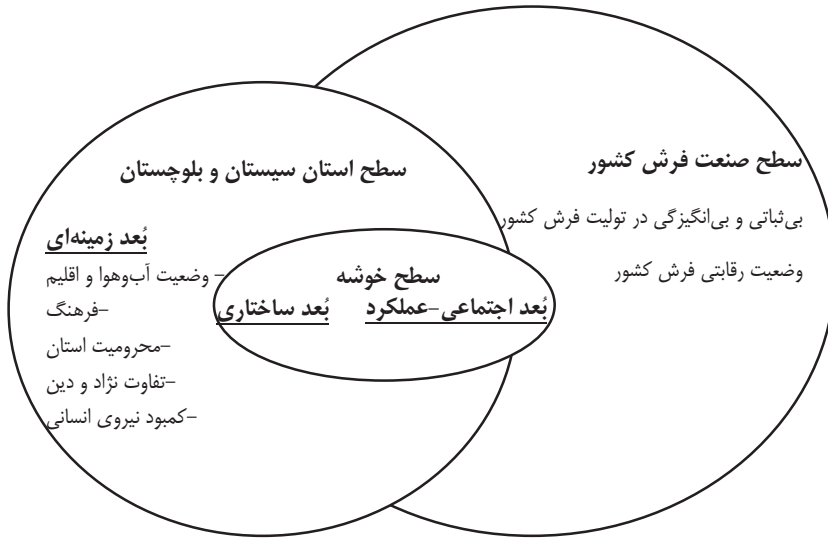 سطح صنعت فرش کشور
بی‌ثباتی و بی‌انگیزگی در تولیت فرش کشور
وضعیت رقابتی فرش کشور
سطح استان سیستان و بلوچستان
بُعد زمینه‌ای
- وضعیت آب‌وهوا و اقلیم
-فرهنگ
-محرومیت استان
-تفاوت نژاد و دین
-کمبود نیروی انسانی
سطح خوشه
بُعد اجتماعی-عملکرد بُعد ساختاری